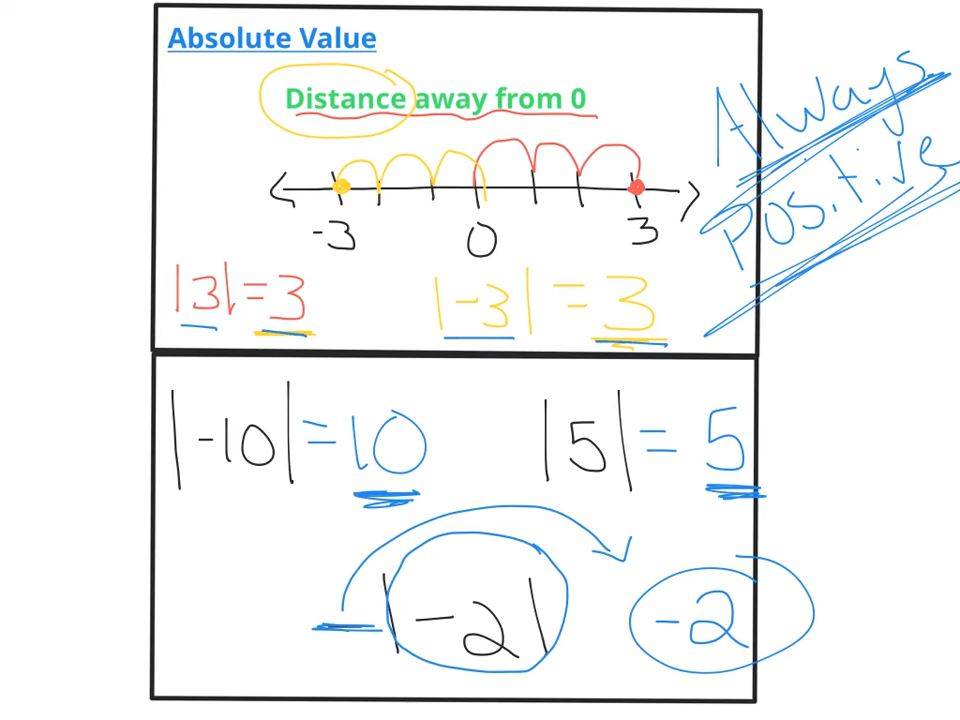 Absolute Value
Distance away from 0
Always
Positive
-3 0 3
|3| = 3 |-3| = 3
|-10| = 10 |5| = 5
-|-2| -2